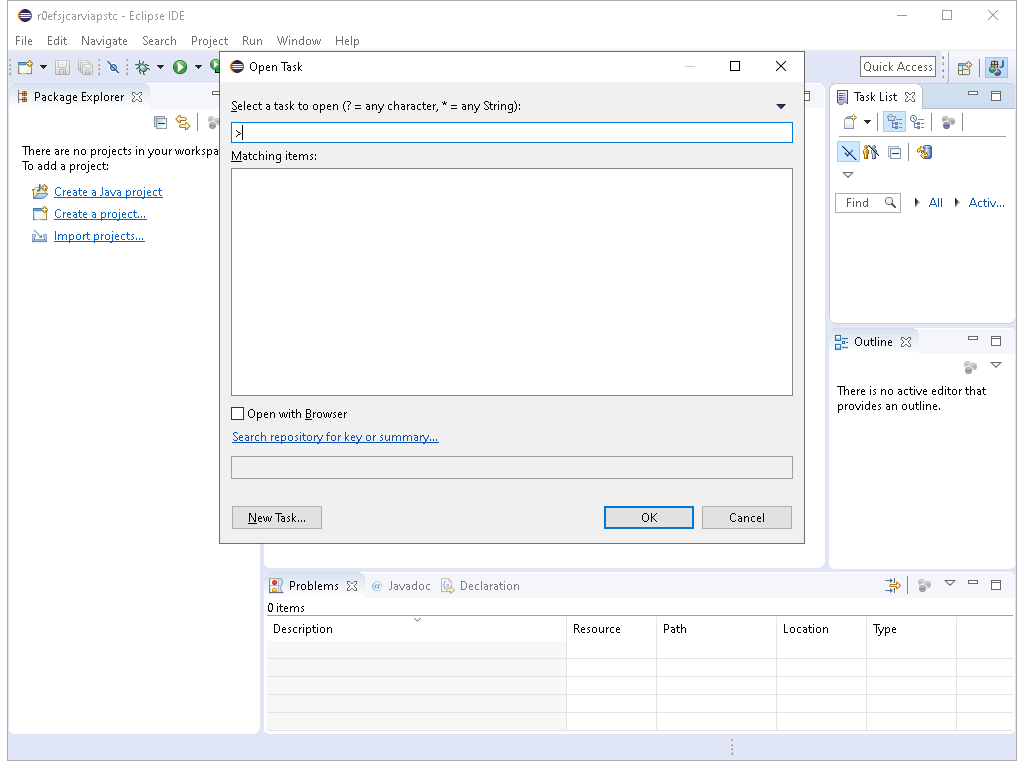 r0efsjcarviapstc - Eclipse IDE
File Edit Navigate Search Project Run Window Help
Quick Access
Package Explorer
There are no projects in your workspa
To add a project:
Create a Java project
Create a project...
Import projects...
Open Task
Select a task to open (? = any character, * = any String):
>
Matching items:
Open with Browser
Search repository for key or summary...
New Task...
OK
Cancel
Task List
Find
All
Activ...
Outline
There is no active editor that
provides an outline.
Problems
@ Javadoc
Declaration
0 items
Description Resource Path Location Type